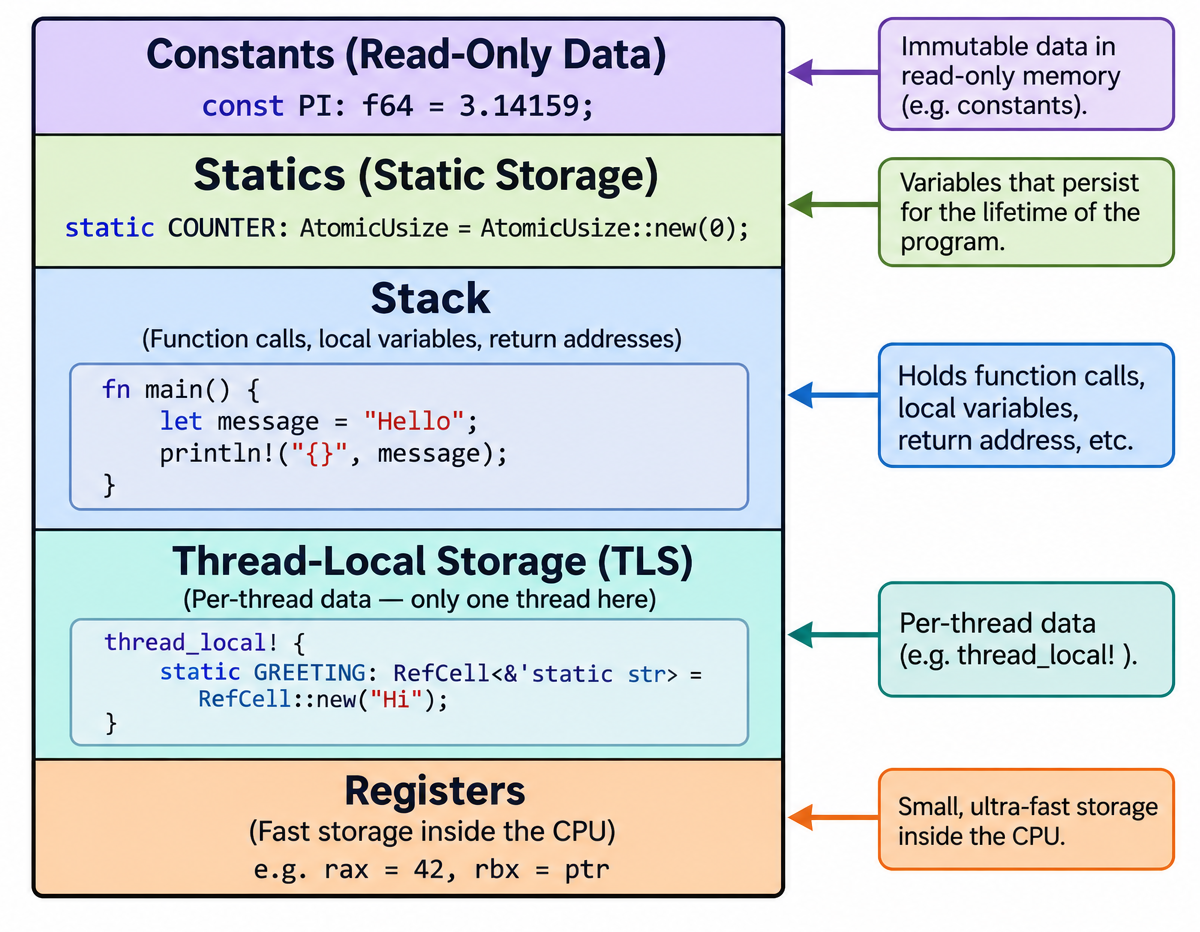 Constants (Read-Only Data)
const PI: f64 = 3.14159;
Immutable data in
read-only memory
(e.g. constants).
Statics (Static Storage)
static COUNTER: AtomicUsize = AtomicUsize::new(0);
Variables that persist
for the lifetime of the
program.
Stack
(Function calls, local variables, return addresses)
fn main() {
    let message = "Hello";
    println!("{}", message);
}
Holds function calls,
local variables,
return address, etc.
Thread-Local Storage (TLS)
(Per-thread data — only one thread here)
thread_local! {
    static GREETING: RefCell<&'static str> =
        RefCell::new("Hi");
}
Per-thread data
(e.g. thread_local! ).
Registers
(Fast storage inside the CPU)
e.g. rax = 42, rbx = ptr
Small, ultra-fast storage
inside the CPU.